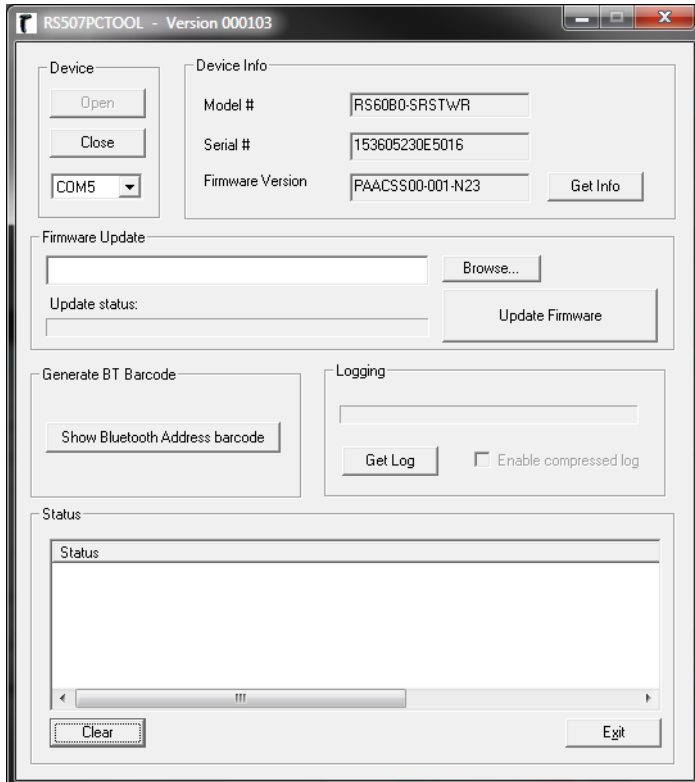 RS507PCTOOL - Version 000103
Device
Open
Close
COM5
Device Info
Model #
RS60B0-SRSTWR
Serial #
153605230E5016
Firmware Version
PAACSS00-001-N23
Get Info
Firmware Update
Browse...
Update status:
Update Firmware
Generate BT Barcode
Show Bluetooth Address barcode
Logging
Get Log
Enable compressed log
Status
Status
Clear
Exit